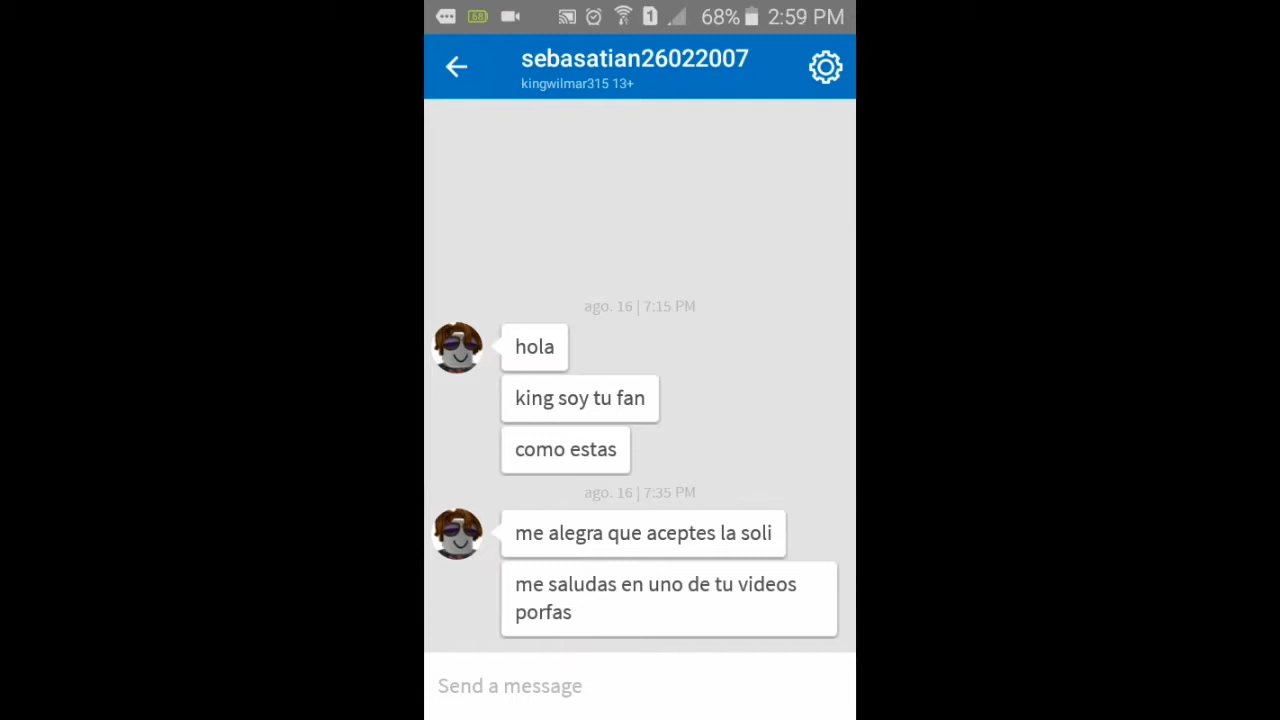 68 1 68% 2:59 PM
sebasatian26022007
kingwilmar315 13+
ago. 16 | 7:15 PM
hola
king soy tu fan
como estas
ago. 16 | 7:35 PM
me alegra que aceptes la soli
me saludas en uno de tu videos
porfas
Send a message